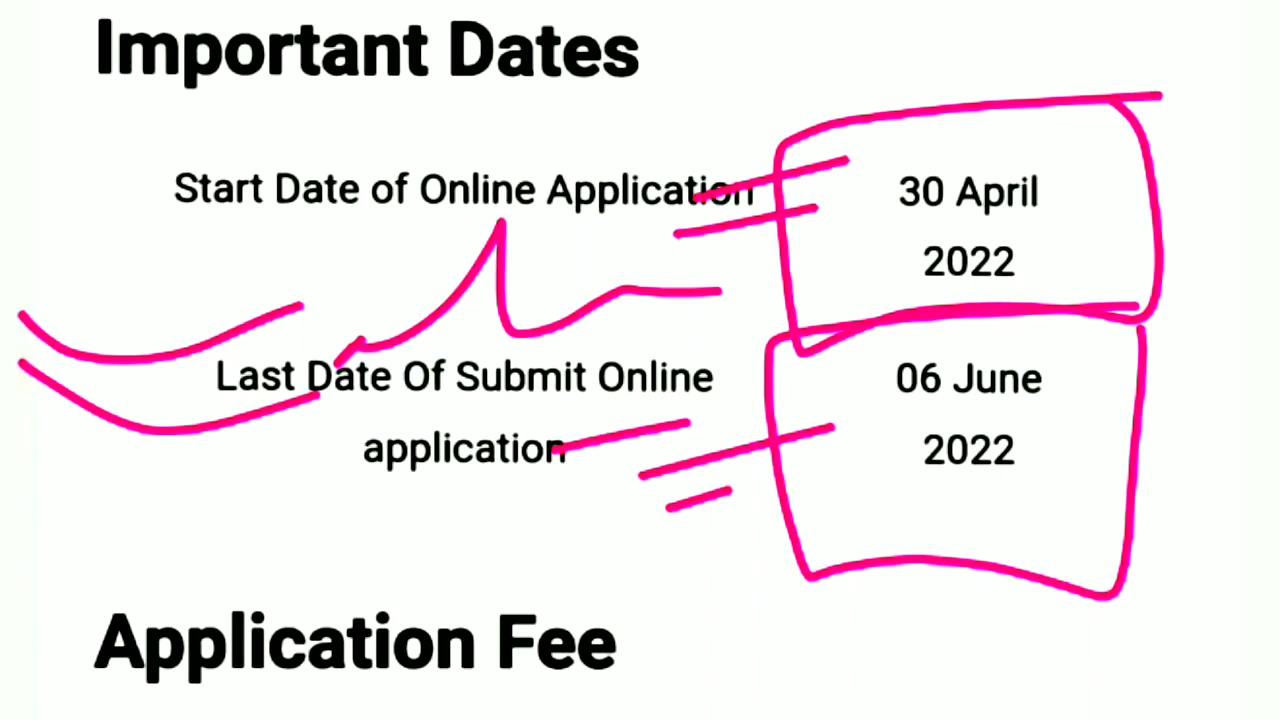 Important Dates
Start Date of Online Application 30 April
2022
Last Date Of Submit Online 06 June
application 2022
Application Fee